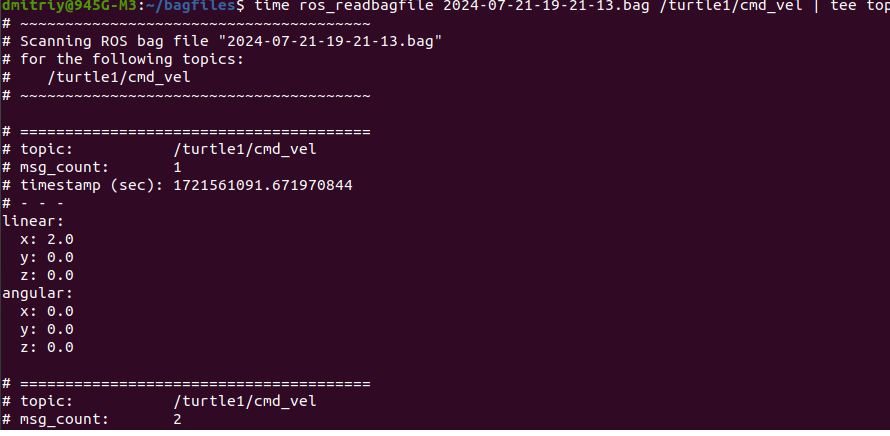 dmitriy@945G-M3:~/bagfiles$ time ros_readbagfile 2024-07-21-19-21-13.bag /turtle1/cmd_vel | tee top
# ~~~~~~~~~~~~~~~~~~~~~~~~~~~~~~~~~~~~~~~
# Scanning ROS bag file "2024-07-21-19-21-13.bag"
# for the following topics:
#    /turtle1/cmd_vel
# ~~~~~~~~~~~~~~~~~~~~~~~~~~~~~~~~~~~~~~~
# =======================================
# topic:           /turtle1/cmd_vel
# msg_count:       1
# timestamp (sec): 1721561091.671970844
# - - -
linear:
  x: 2.0
  y: 0.0
  z: 0.0
angular:
  x: 0.0
  y: 0.0
  z: 0.0
# =======================================
# topic:           /turtle1/cmd_vel
# msg_count:       2